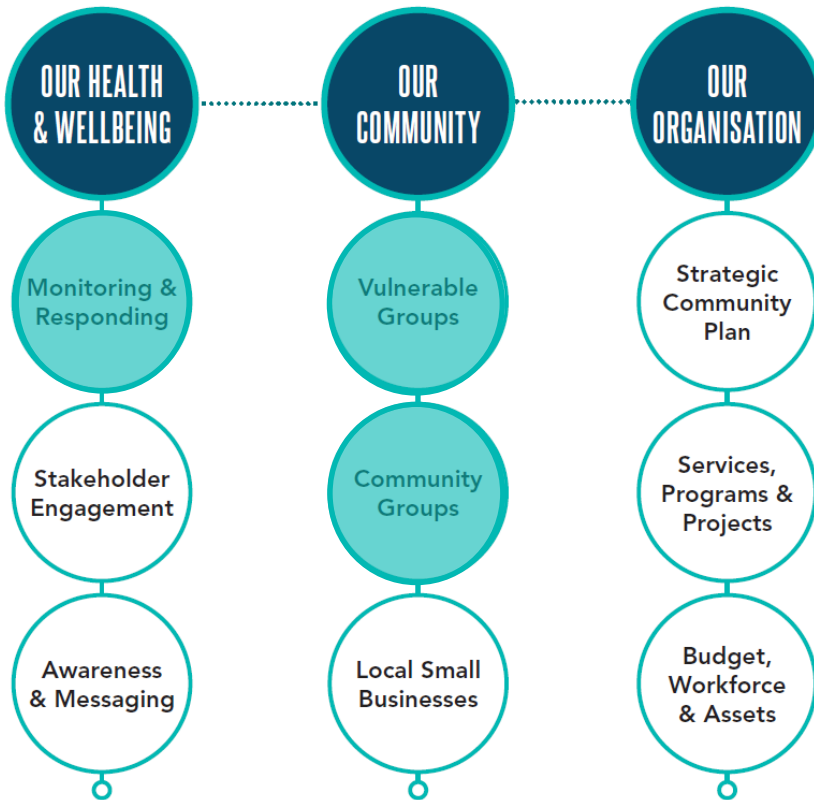 OUR HEALTH
& WELLBEING
OUR
COMMUNITY
OUR
ORGANISATION
Monitoring &
Responding
Vulnerable
Groups
Strategic
Community
Plan
Stakeholder
Engagement
Community
Groups
Services,
Programs &
Projects
Awareness
& Messaging
Local Small
Businesses
Budget,
Workforce
& Assets